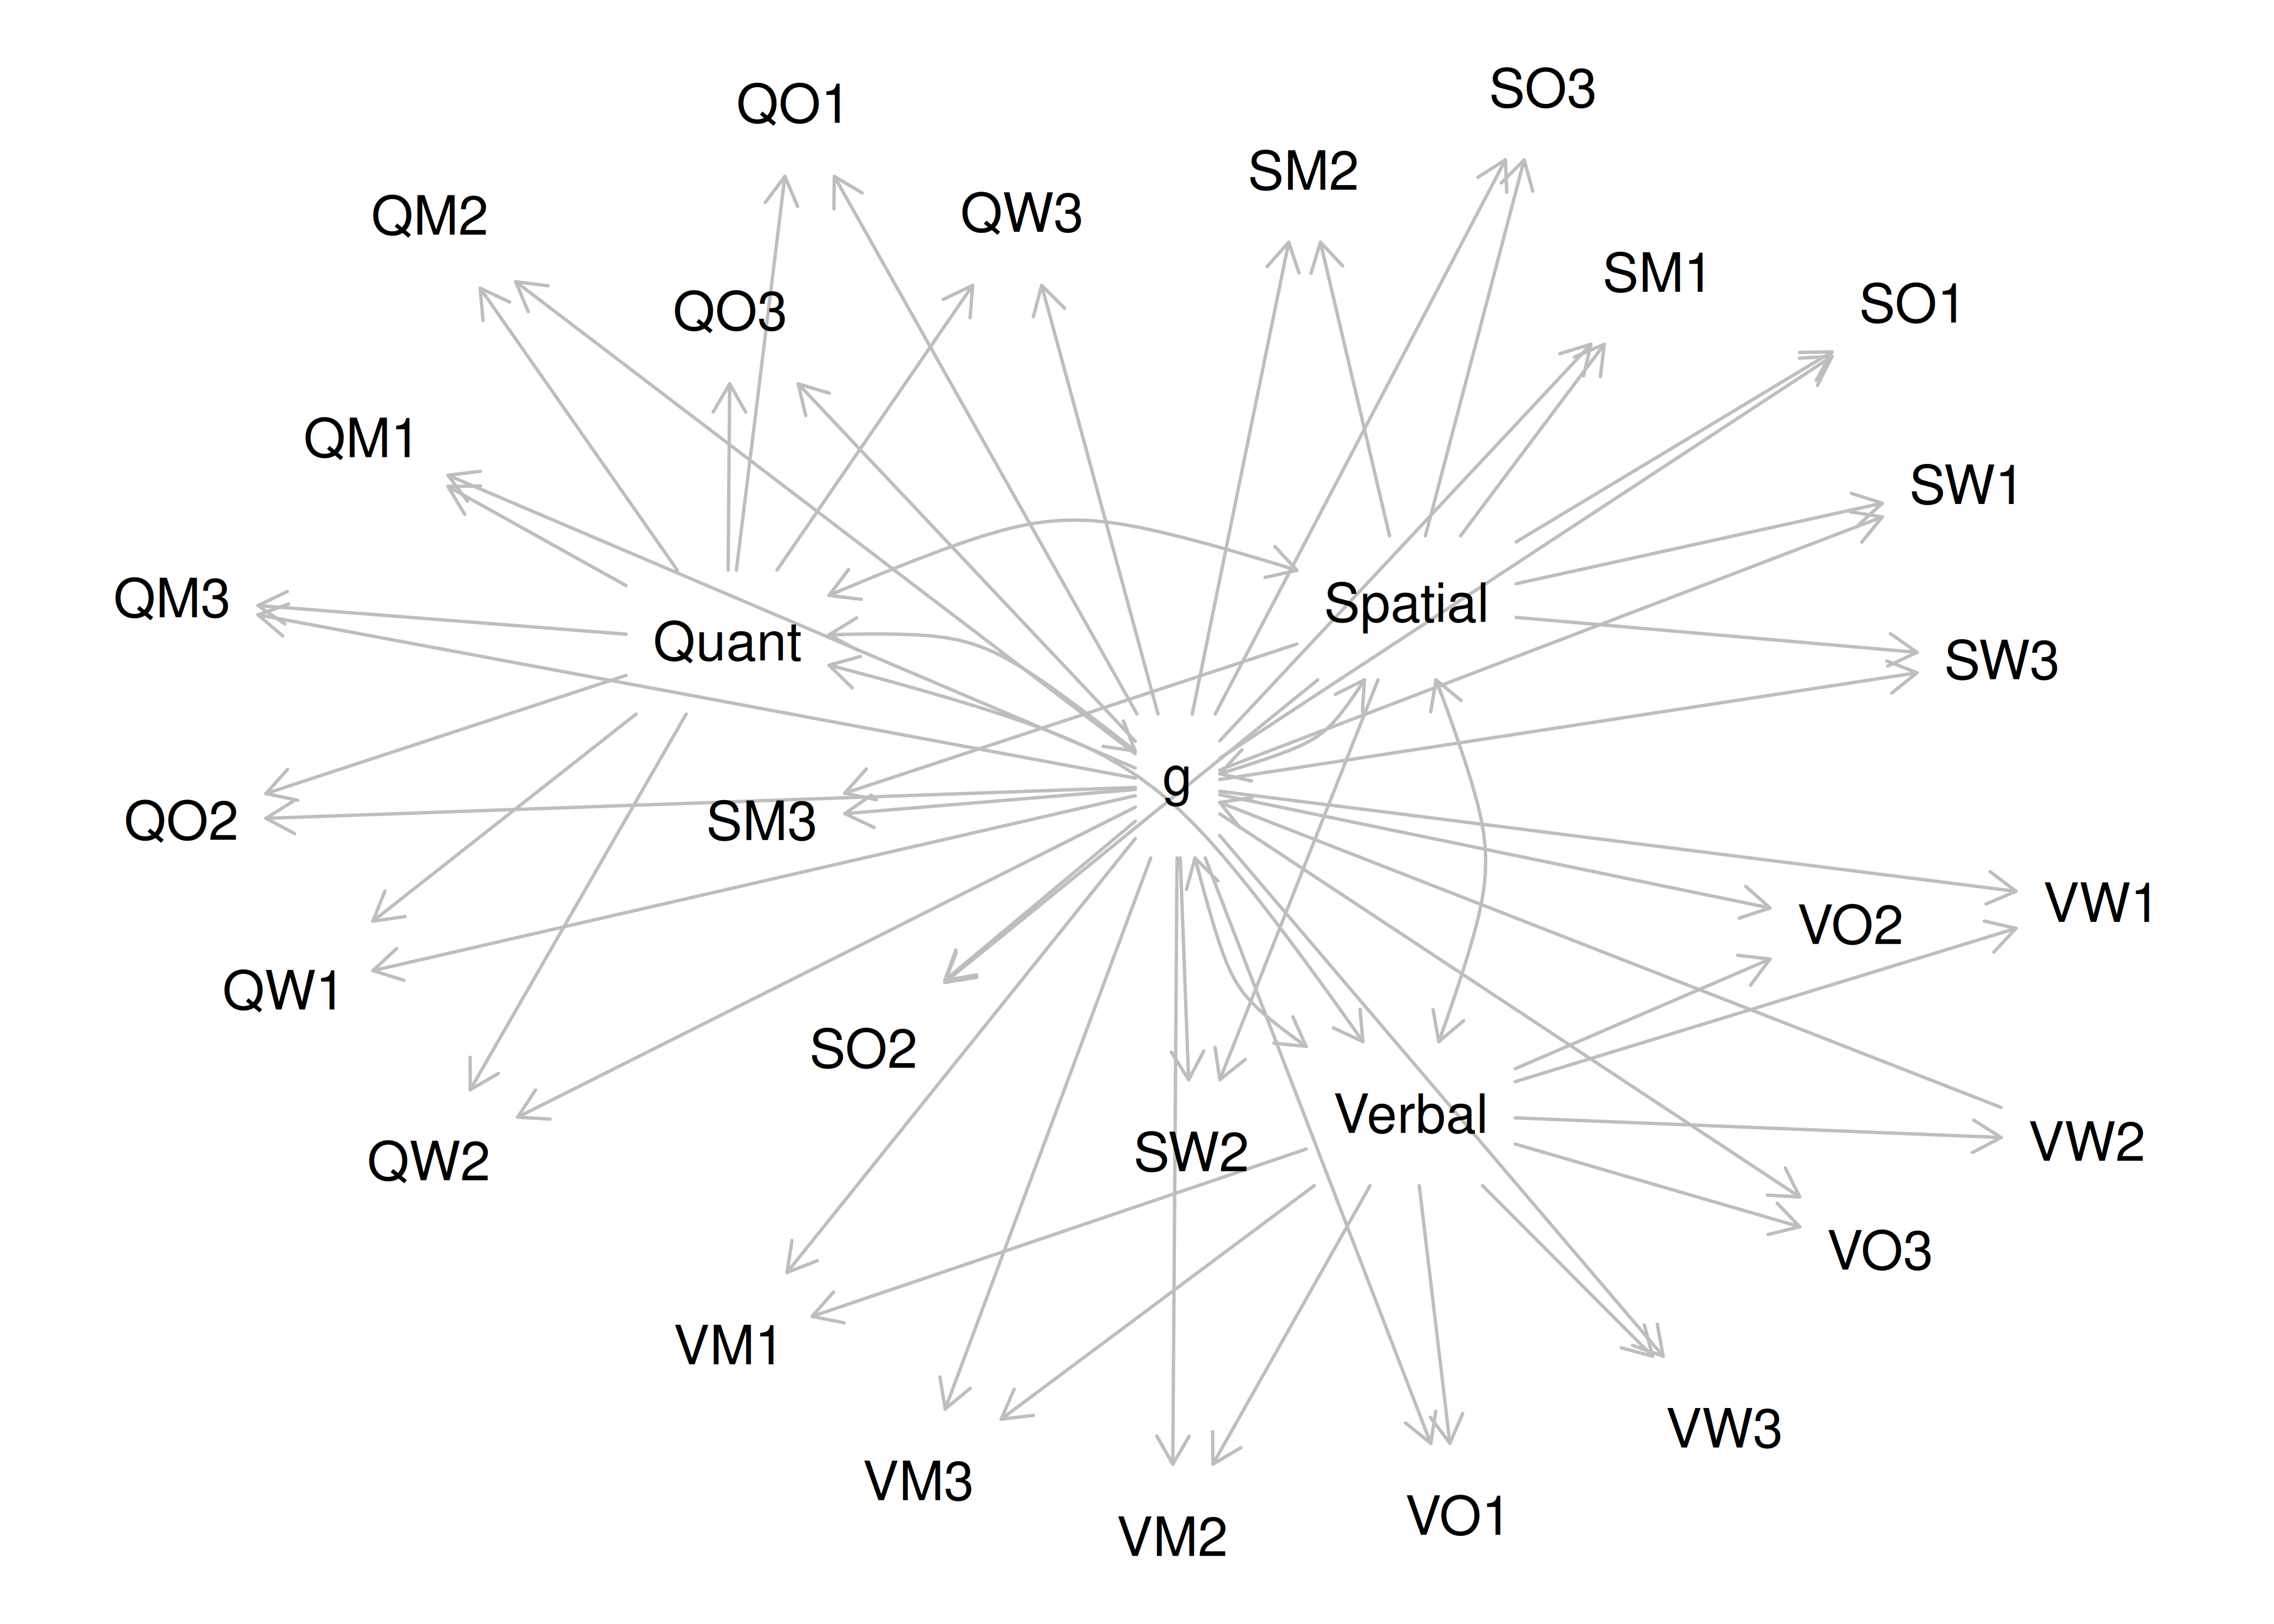 SO3
QO1
SM2
QW3
QM2
SM1
SO1
QO3
QM1
SW1
QM3
Spatial
Quant
SW3
g
QO2
SM3
VW1
VO2
QW1
SO2
Verbal
VW2
SW2
QW2
VO3
VM1
VW3
VM3
VO1
VM2